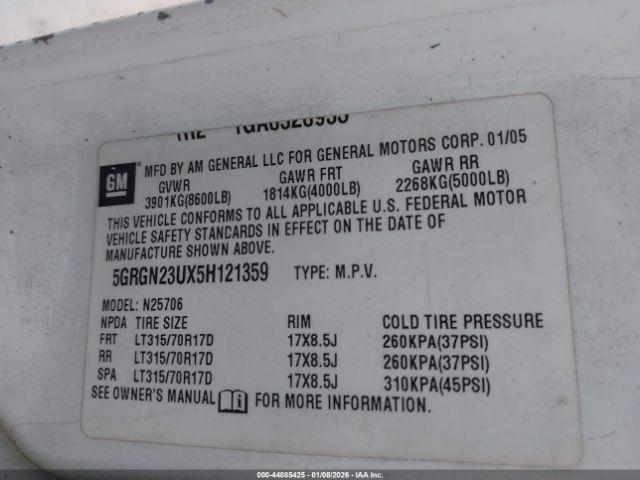 MFD BY AM GENERAL LLC FOR GENERAL MOTORS CORP. 01/05
GM
GVWR GAWR FRT GAWR RR
3901KG(8600LB) 1814KG(4000LB) 2268KG(5000LB)
THIS VEHICLE CONFORMS TO ALL APPLICABLE U.S. FEDERAL MOTOR
VEHICLE SAFETY STANDARDS IN EFFECT ON THE DATE OF
MANUFACTURE SHOWN ABOVE.
5GRGN23UX5H121359 TYPE: M.P.V.
MODEL: N25706
NPDA TIRE SIZE RIM COLD TIRE PRESSURE
FRT LT315/70R17D 17X8.5J 260KPA(37PSI)
RR LT315/70R17D 17X8.5J 260KPA(37PSI)
SPA LT315/70R17D 17X8.5J 310KPA(45PSI)
SEE OWNER'S MANUAL i FOR MORE INFORMATION.
000-44085425 - 01/08/2026 - IAAI SC